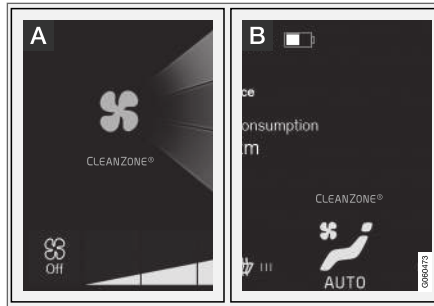 A
CLEANZONE®
Off
B
ce
onsumption
m
CLEANZONE®
AUTO
G060473